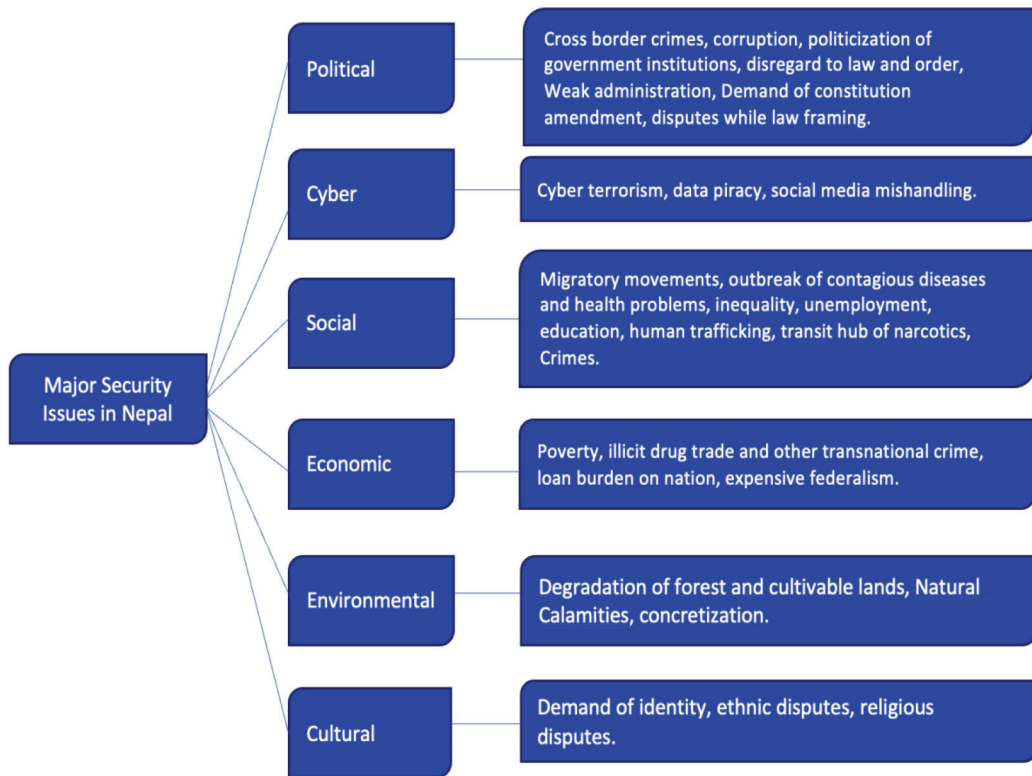 Major Security
Issues in Nepal
Political
Cross border crimes, corruption, politicization of
government institutions, disregard to law and order,
Weak administration, Demand of constitution
amendment, disputes while law framing.
Cyber
Cyber terrorism, data piracy, social media mishandling.
Social
Migratory movements, outbreak of contagious diseases
and health problems, inequality, unemployment,
education, human trafficking, transit hub of narcotics,
Crimes.
Economic
Poverty, illicit drug trade and other transnational crime,
loan burden on nation, expensive federalism.
Environmental
Degradation of forest and cultivable lands, Natural
Calamities, concretization.
Cultural
Demand of identity, ethnic disputes, religious
disputes.